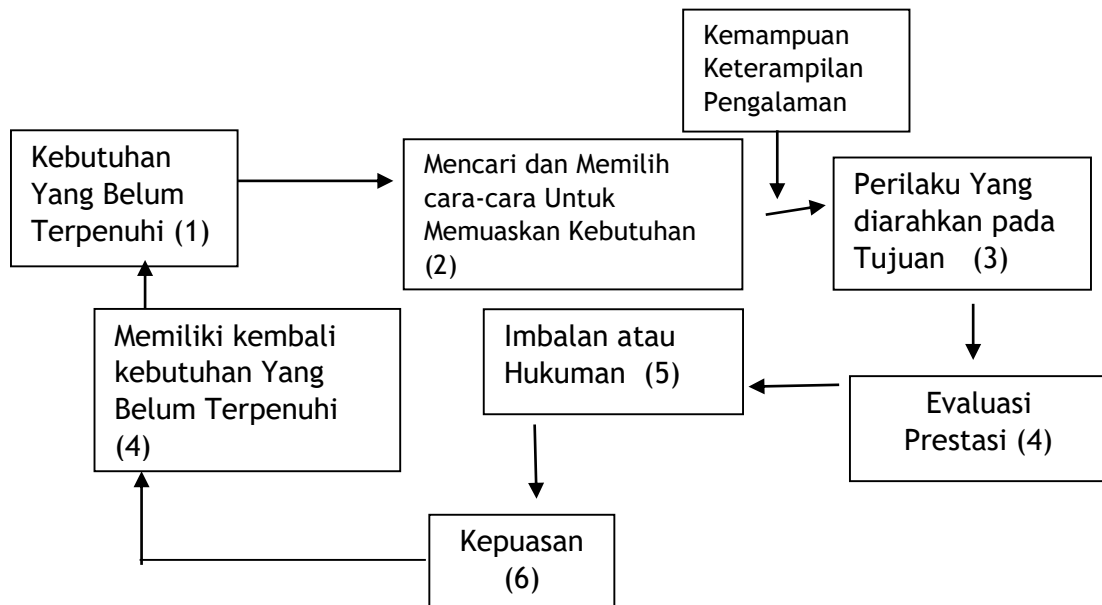 Kemampuan
Keterampilan
Pengalaman
Kebutuhan
Yang Belum
Terpenuhi (1)
Mencari dan Memilih
cara-cara Untuk
Memuaskan Kebutuhan
(2)
Perilaku Yang
diarahkan pada
Tujuan (3)
Memiliki kembali
kebutuhan Yang
Belum Terpenuhi
(4)
Imbalan atau
Hukuman (5)
Evaluasi
Prestasi (4)
Kepuasan
(6)